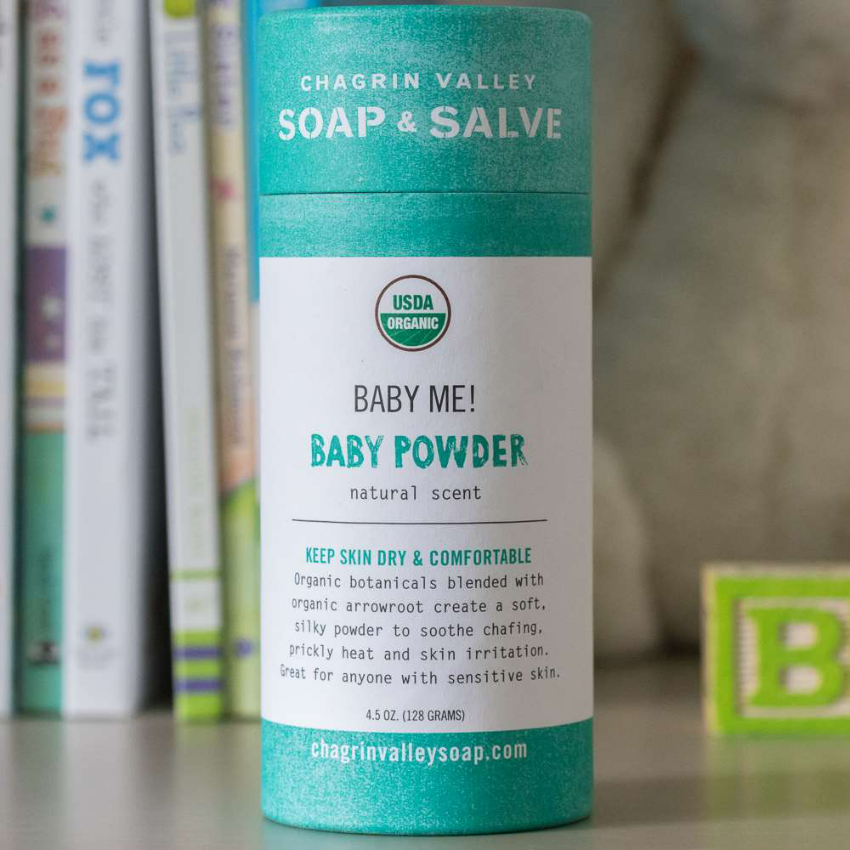 CHAGRIN VALLEY
SOAP & SALVE
USDA
ORGANIC
BABY ME!
BABY POWDER
natural scent
KEEP SKIN DRY & COMFORTABLE
Organic botanicals blended with
organic arrowroot create a soft,
silky powder to soothe chafing,
prickly heat and skin irritation.
Great for anyone with sensitive skin.
4.5 OZ. (128 GRAMS)
chagrinvalleysoap.com
FOX
B